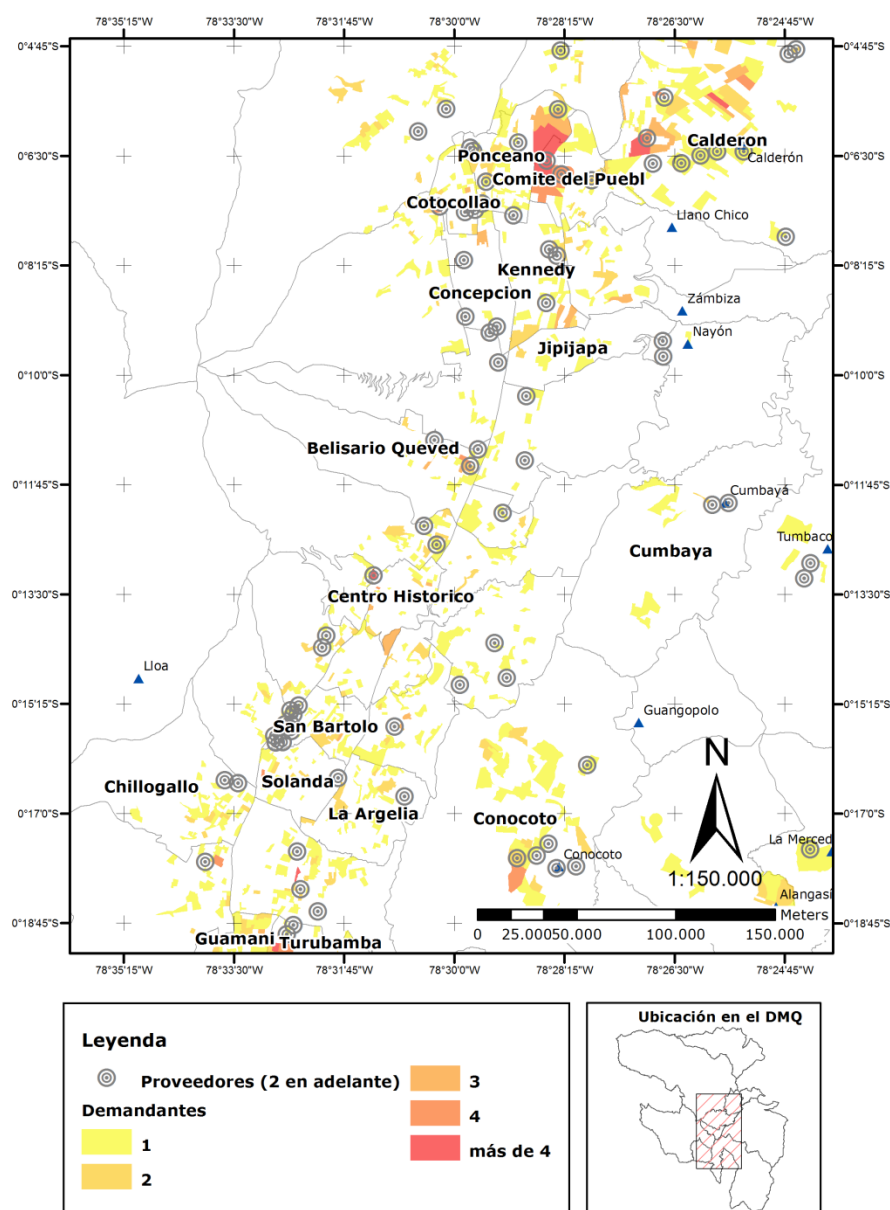 78°35'15"W 78°33'30"W 78°31'45"W 78°30'0"W 78°28'15"W 78°26'30"W 78°24'45"W
0°4'45"S 0°4'45"S
Calderon
0°6'30"S Ponceano Calderón 0°6'30"S
Comite del Puebl
Cotocollao
Llano Chico
0°8'15"S Kennedy 0°8'15"S
Concepcion
Zámbiza
Nayón
Jipijapa
0°10'0"S 0°10'0"S
Belisario Queved
0°11'45"S 0°11'45"S
Cumbayá
Tumbaco
Cumbaya
0°13'30"S Centro Historico 0°13'30"S
Lloa
0°15'15"S Guangopolo 0°15'15"S
San Bartolo
N
Chillogallo Solanda
0°17'0"S La Argelia Conocoto 0°17'0"S
La Merced
Conocoto
1:150.000
Alangasí
0°18'45"S Meters 0°18'45"S
Guamani Turubamba 0 25.00050.000 100.000 150.000
78°35'15"W 78°33'30"W 78°31'45"W 78°30'0"W 78°28'15"W 78°26'30"W 78°24'45"W
Leyenda
Proveedores (2 en adelante)
Demandantes
1
2
3
4
más de 4
Ubicación en el DMQ